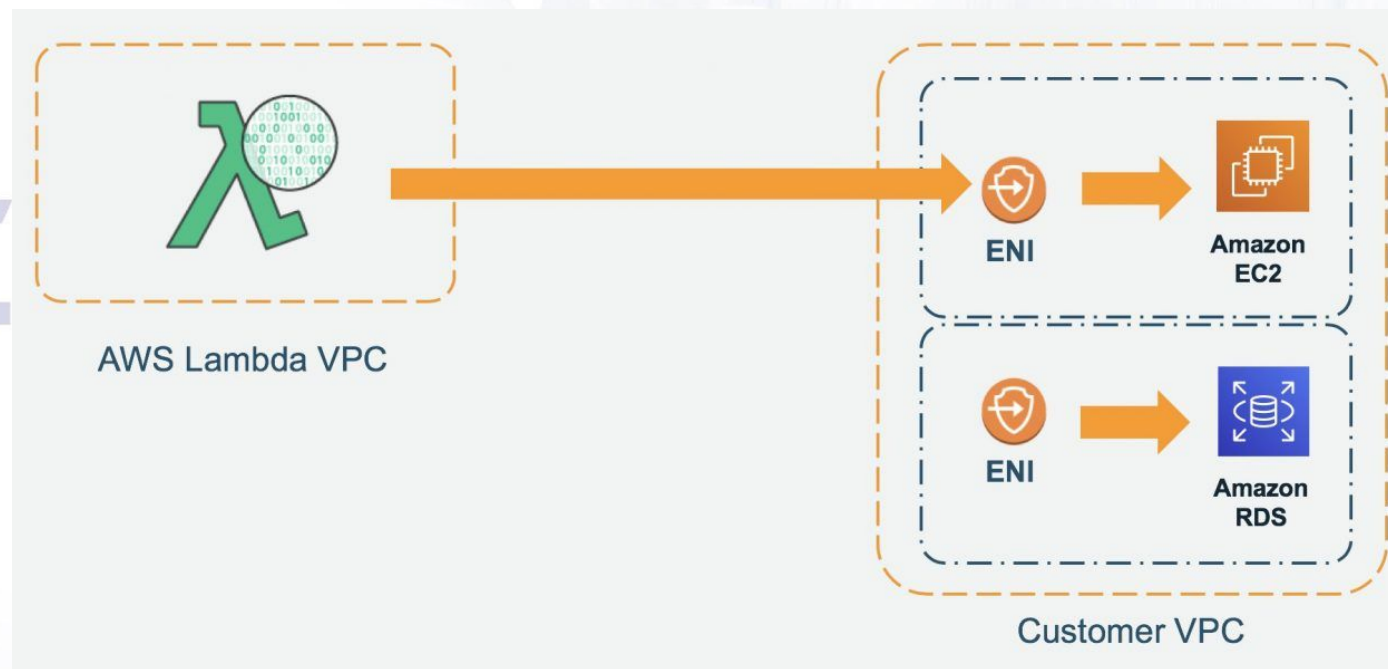 ENI
Amazon
EC2
AWS Lambda VPC
ENI
Amazon
RDS
Customer VPC